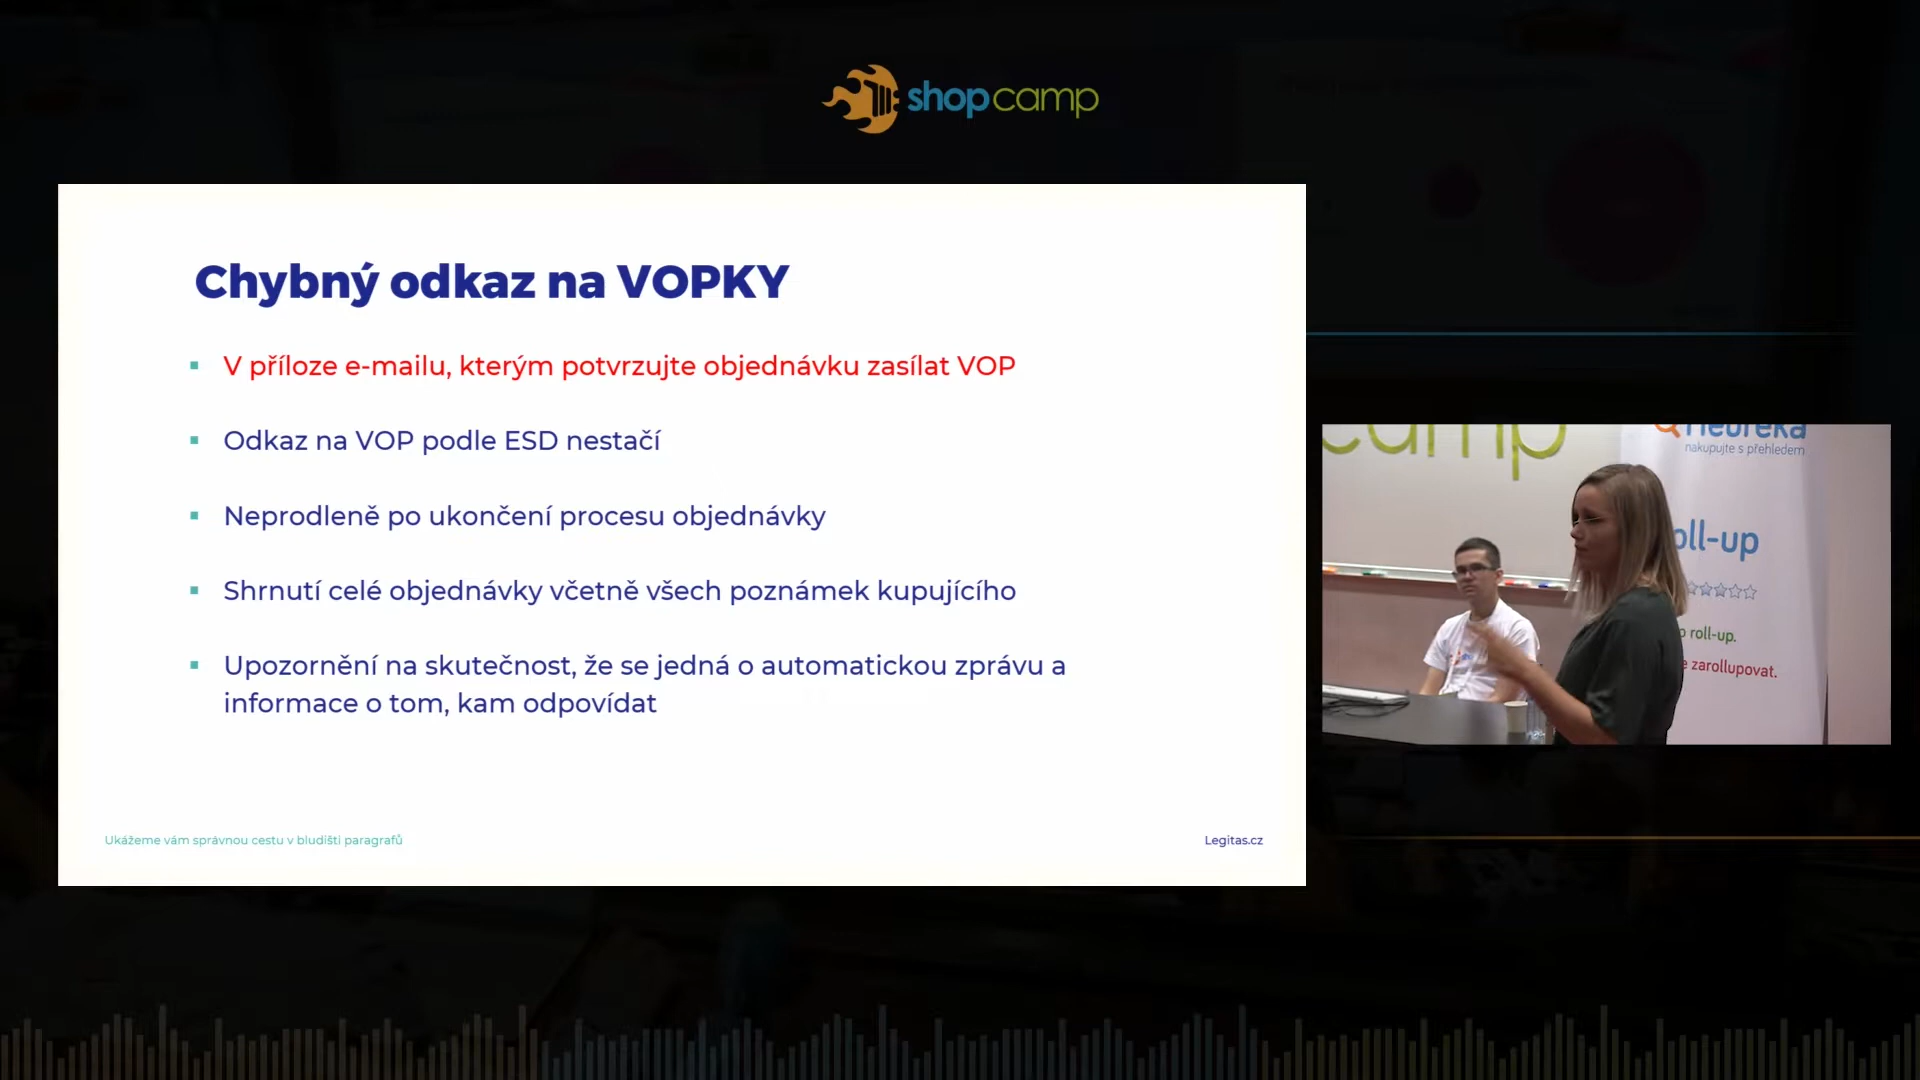 shopcamp
Chybný odkaz na VOPKY
V příloze e-mailu, kterým potvrzujte objednávku zasílat VOP
Odkaz na VOP podle ESD nestačí
Neprodleně po ukončení procesu objednávky
Shrnutí celé objednávky včetně všech poznámek kupujícího
Upozornění na skutečnost, že se jedná o automatickou zprávu a
informace o tom, kam odpovídat
Ukážeme vám správnou cestu v bludišti paragrafů
Legitas.cz
camp
heureka
nakupujte s přehledem
oll-up
o roll-up.
e zarollupovat.